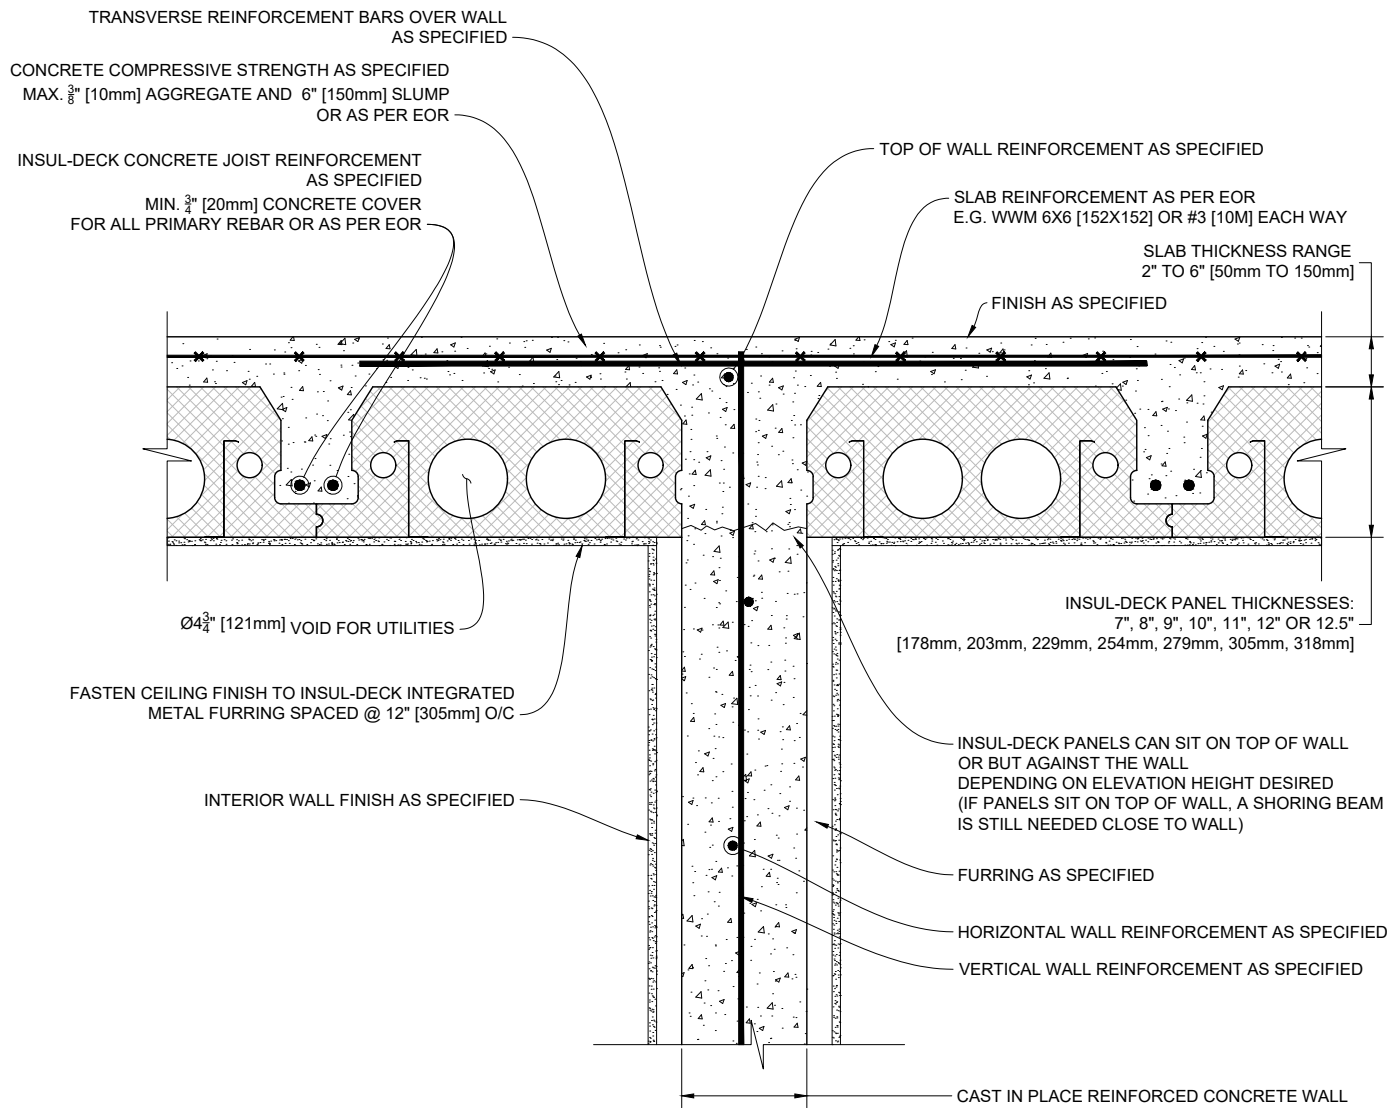 TRANSVERSE REINFORCEMENT BARS OVER WALL
AS SPECIFIED
CONCRETE COMPRESSIVE STRENGTH AS SPECIFIED
MAX. 3/8" [10mm] AGGREGATE AND 6" [150mm] SLUMP
OR AS PER EOR
INSUL-DECK CONCRETE JOIST REINFORCEMENT
AS SPECIFIED
MIN. 3/4" [20mm] CONCRETE COVER
FOR ALL PRIMARY REBAR OR AS PER EOR
TOP OF WALL REINFORCEMENT AS SPECIFIED
SLAB REINFORCEMENT AS PER EOR
E.G. WWM 6X6 [152X152] OR #3 [10M] EACH WAY
SLAB THICKNESS RANGE
2" TO 6" [50mm TO 150mm]
FINISH AS SPECIFIED
Ø4 3/4" [121mm] VOID FOR UTILITIES
INSUL-DECK PANEL THICKNESSES:
7", 8", 9", 10", 11", 12" OR 12.5"
[178mm, 203mm, 229mm, 254mm, 279mm, 305mm, 318mm]
FASTEN CEILING FINISH TO INSUL-DECK INTEGRATED
METAL FURRING SPACED @ 12" [305mm] O/C
INTERIOR WALL FINISH AS SPECIFIED
INSUL-DECK PANELS CAN SIT ON TOP OF WALL
OR BUT AGAINST THE WALL
DEPENDING ON ELEVATION HEIGHT DESIRED
(IF PANELS SIT ON TOP OF WALL, A SHORING BEAM
IS STILL NEEDED CLOSE TO WALL)
FURRING AS SPECIFIED
HORIZONTAL WALL REINFORCEMENT AS SPECIFIED
VERTICAL WALL REINFORCEMENT AS SPECIFIED
CAST IN PLACE REINFORCED CONCRETE WALL